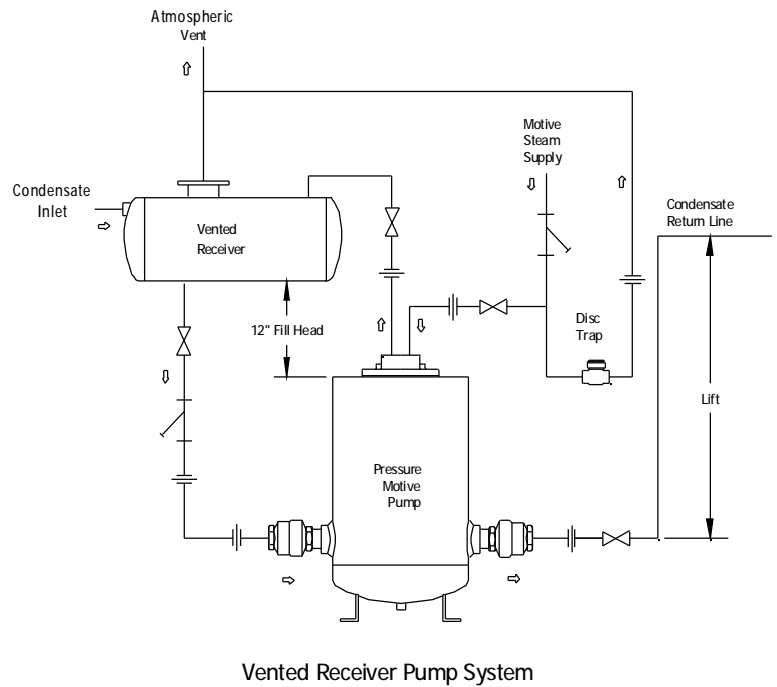 Atmospheric
Vent
Motive
Steam
Supply
Condensate
Inlet
Condensate
Return Line
Vented
Receiver
12" Fill Head
Disc
Trap
Lift
Pressure
Motive
Pump
Vented Receiver Pump System